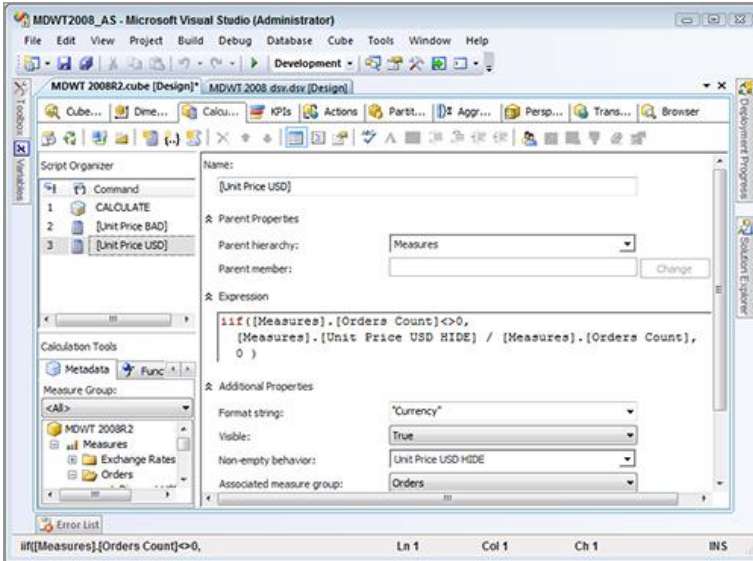 MDWT2008_AS - Microsoft Visual Studio (Administrator)
File Edit View Project Build Debug Database Cube Tools Window Help
Development
MDWT 2008R2.cube [Design]* MDWT 2008 dsv.dsv [Design]
Cube... Dime... Calcu... KPIs Actions Partit... Aggr... Persp... Trans... Browser
Toolbox
Variables
Deployment Progress
Solution Explorer
Script Organizer
Command
1 CALCULATE
2 [Unit Price BAD]
3 [Unit Price USD]
Calculation Tools
Metadata Func
Measure Group:
<All>
MDWT 2008R2
Measures
Exchange Rates
Orders
Name:
[Unit Price USD]
Parent Properties
Parent hierarchy: Measures
Parent member: Change
Expression
iif([Measures].[Orders Count]<>0,
[Measures].[Unit Price USD HIDE] / [Measures].[Orders Count],
0 )
Additional Properties
Format string: "Currency"
Visible: True
Non-empty behavior: Unit Price USD HIDE
Associated measure group: Orders
Error List
iif([Measures].[Orders Count]<>0, Ln 1 Col 1 Ch 1 INS